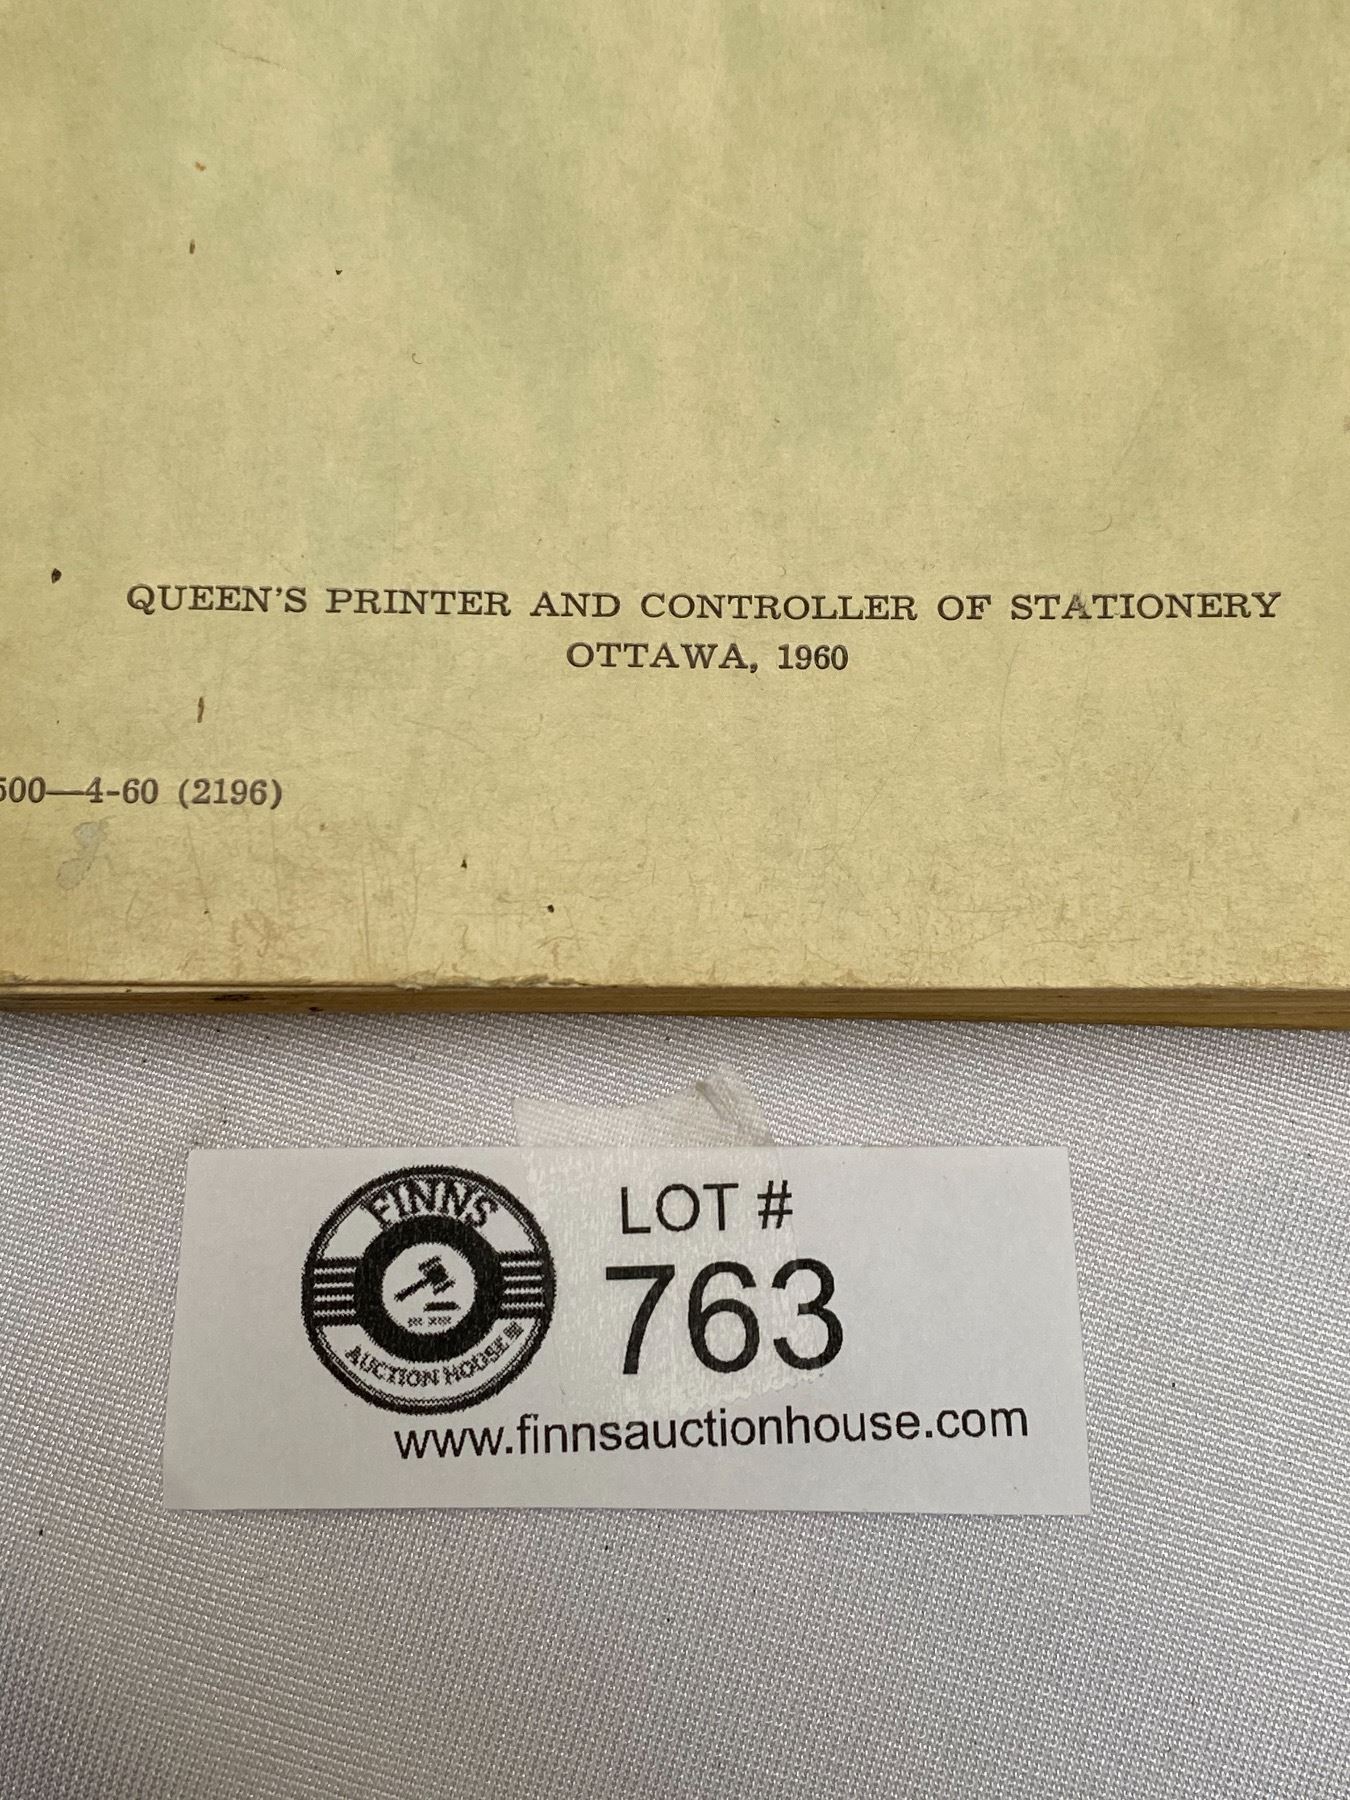 QUEEN'S PRINTER AND CONTROLLER OF STATIONERY
OTTAWA, 1960
500—4-60 (2196)
FINNS
AUCTION HOUSE
LOT #
763
www.finnsauctionhouse.com